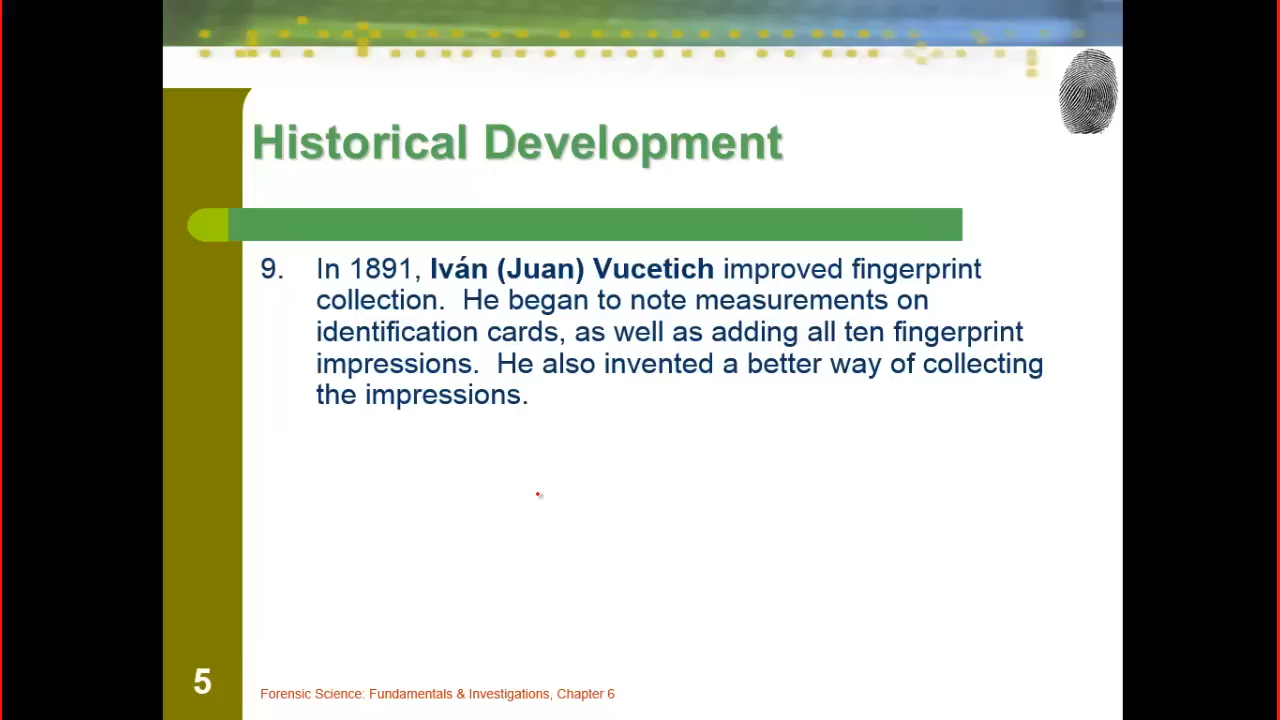 Historical Development
9. In 1891, Iván (Juan) Vucetich improved fingerprint
collection. He began to note measurements on
identification cards, as well as adding all ten fingerprint
impressions. He also invented a better way of collecting
the impressions.
5
Forensic Science: Fundamentals & Investigations, Chapter 6